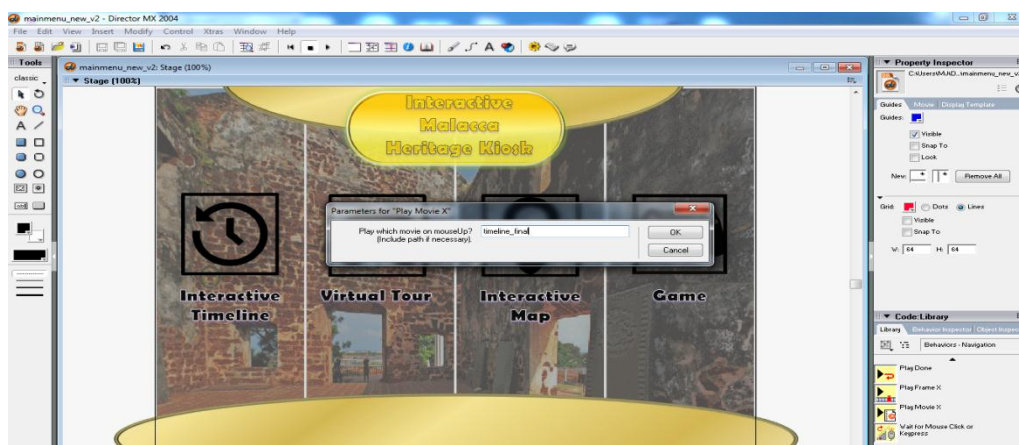 mainmenu_new_v2 - Director MX 2004
File Edit View Insert Modify Control Xtras Window Help
Tools
classic
mainmenu_new_v2: Stage (100%)
Stage (100%)
Interactive
Malacca
Heritage Kiosk
Parameters for "Play Movie X"
Play which movie on mouseUp?
(Include path if necessary).
timeline_final
OK
Cancel
Interactive
Timeline
Virtual Tour
Interactive
Map
Game
Property Inspector
Guides Movie Display Template
Guides:
Visible
Snap To
Lock
New:
Remove All
Grid: Dots Lines
Visible
Snap To
W: 64 H: 64
Code:Library
Library Behavior Inspector Object Inspec
Behaviors - Navigation
Play Done
Play Frame X
Play Movie X
Wait for Mouse Click or
Keypress